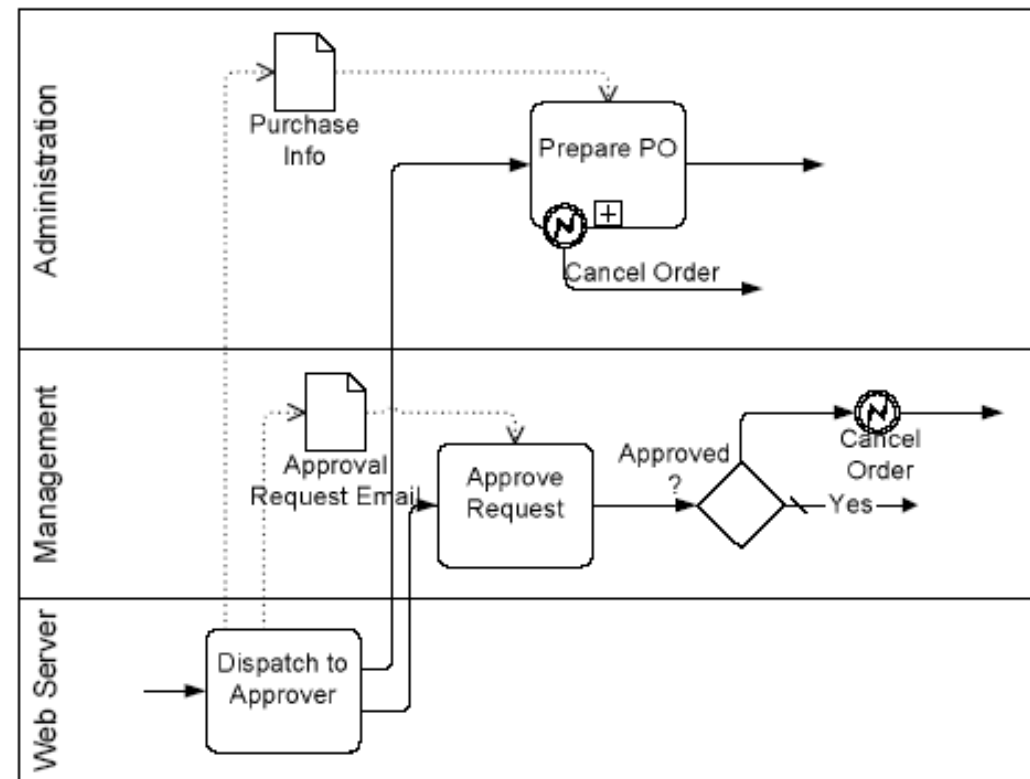 Administration
Purchase
Info
Prepare PO
Cancel Order
Management
Approval
Request Email
Approve
Request
Approved
?
Cancel
Order
Yes
Web Server
Dispatch to
Approver